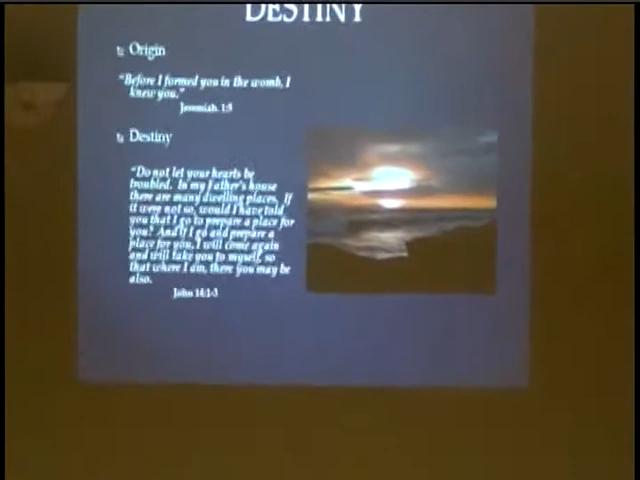 DESTINY
Origin
"Before I formed you in the womb, I
knew you."
Jeremiah 1:5
Destiny
"Do not let your hearts be
troubled. In my Father's house
there are many dwelling places, If
it were not so, would I have told
you that I go to prepare a place for
you? And if I go and prepare a
place for you, I will come again
and will take you to myself, so
that where I am, there you may be
also.
John 14:1-3